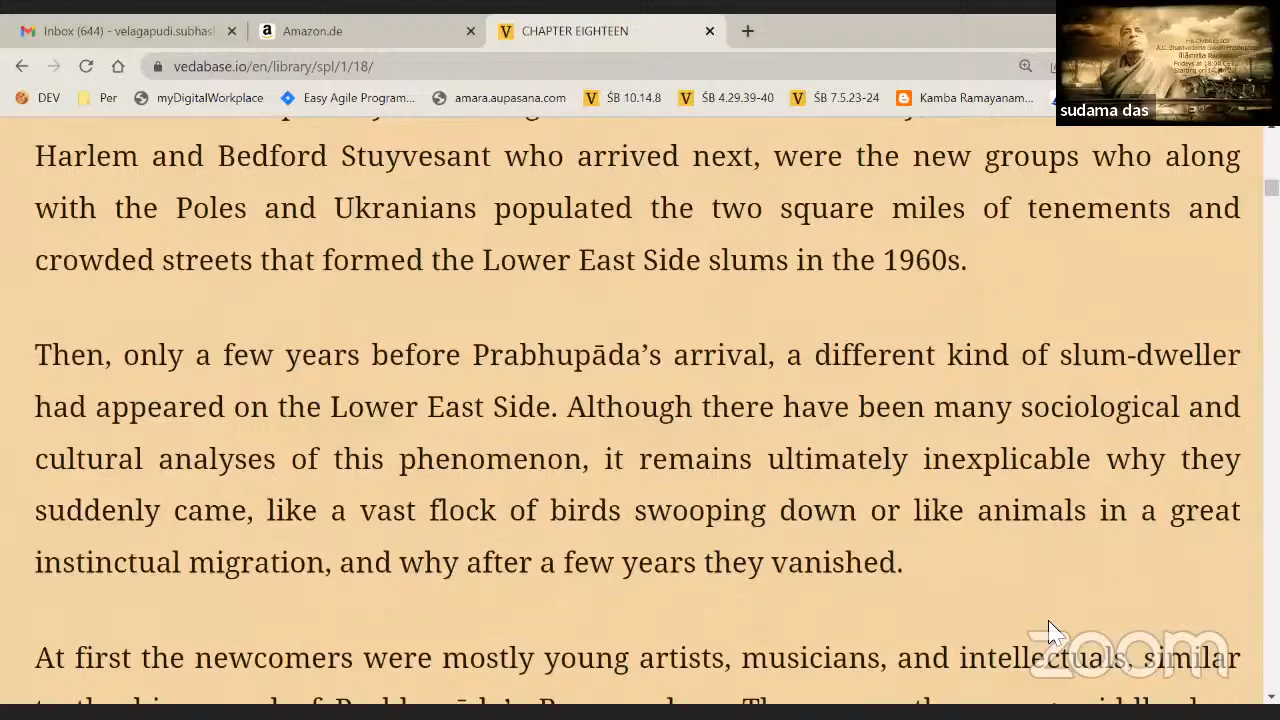 Inbox (644) - velagapudi.subhas
Amazon.de
CHAPTER EIGHTEEN
vedabase.io/en/library/spl/1/18/
DEV
Per
myDigitalWorkplace
Easy Agile Program...
amara.aupasana.com
ŚB 10.14.8
ŚB 4.29.39-40
ŚB 7.5.23-24
Kamba Ramayanam...
His Divine Grace
A.C. Bhaktivedanta Swami Prabhupāda
sudama das
Harlem and Bedford Stuyvesant who arrived next, were the new groups who along
with the Poles and Ukranians populated the two square miles of tenements and
crowded streets that formed the Lower East Side slums in the 1960s.
Then, only a few years before Prabhupāda’s arrival, a different kind of slum-dweller
had appeared on the Lower East Side. Although there have been many sociological and
cultural analyses of this phenomenon, it remains ultimately inexplicable why they
suddenly came, like a vast flock of birds swooping down or like animals in a great
instinctual migration, and why after a few years they vanished.
At first the newcomers were mostly young artists, musicians, and intellectuals, similar
zoom